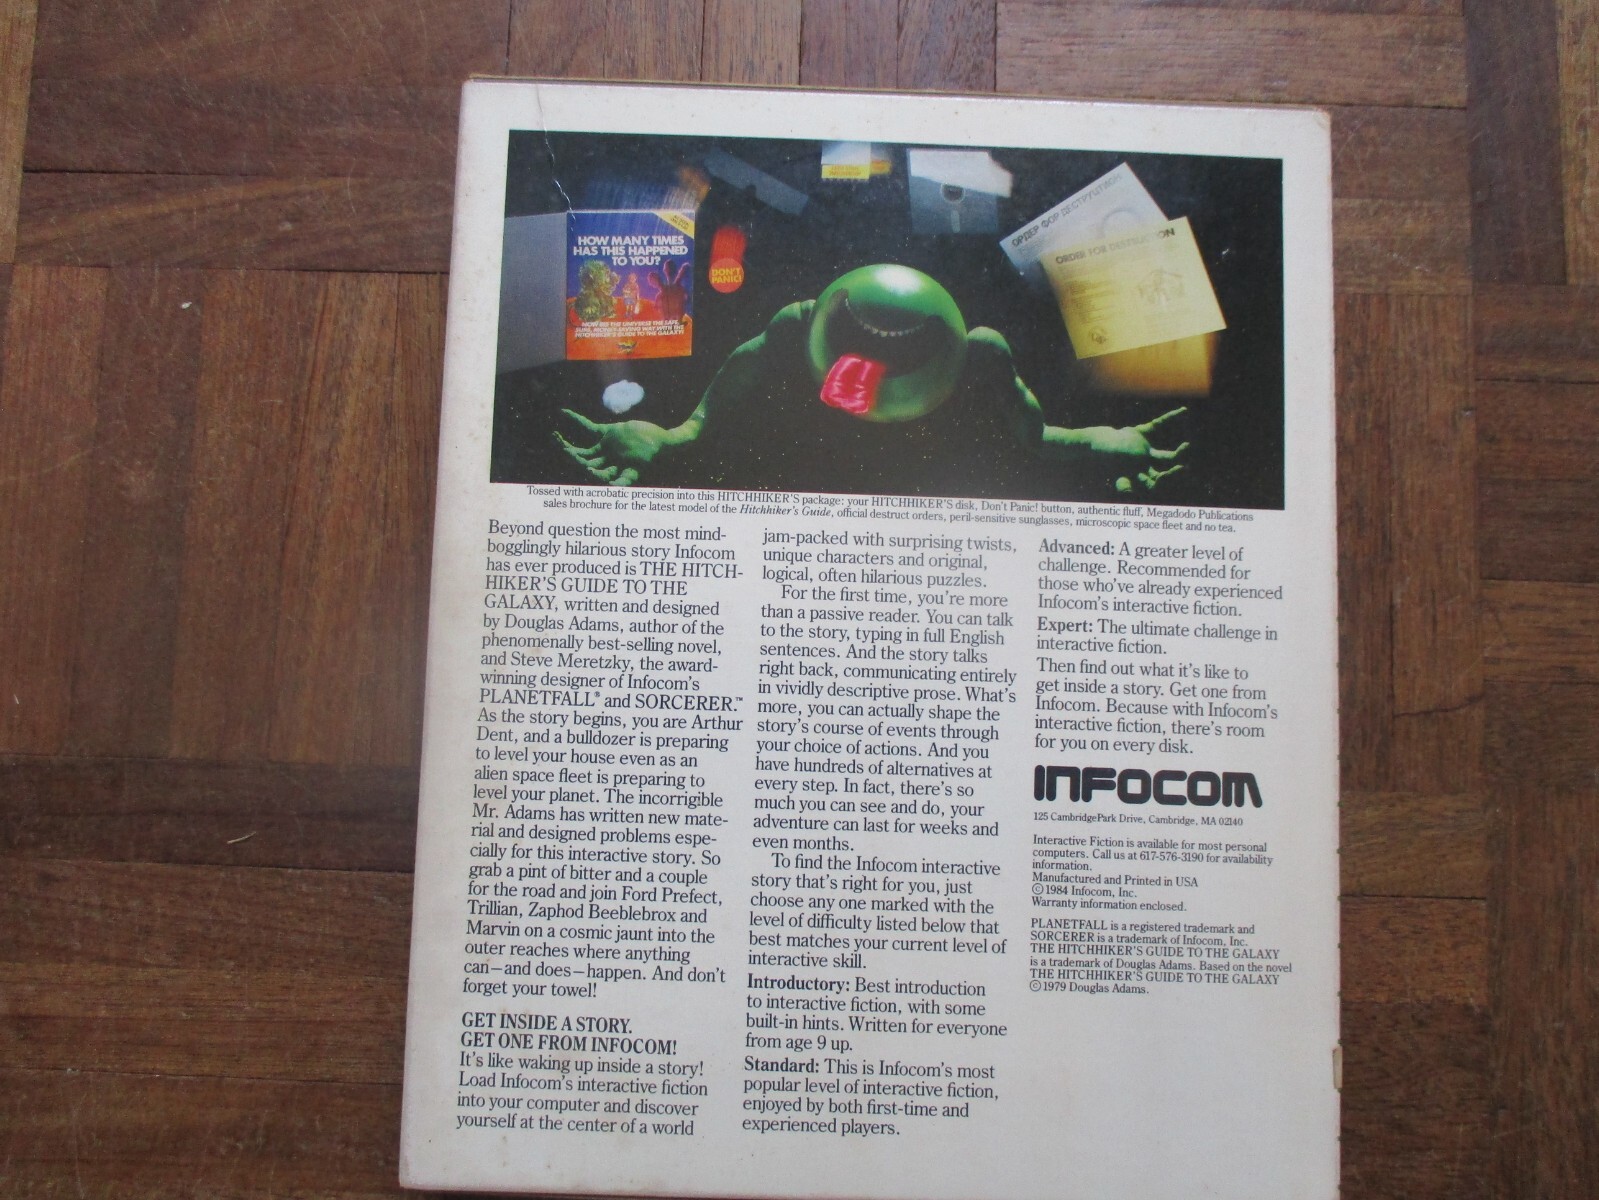 HOW MANY TIMES
HAS THIS HAPPENED
TO YOU?
DON'T
PANIC!
ОРДЕР ФОР ДЕСТРУЦТИОН
ORDER FOR DESTRUCTION
Tossed with acrobatic precision into this HITCHHIKER'S package: your HITCHHIKER'S disk, Don't Panic! button, authentic fluff, Megadodo Publications
sales brochure for the latest model of the Hitchhiker's Guide, official destruct orders, peril-sensitive sunglasses, microscopic space fleet and no tea.
Beyond question the most mind-
bogglingly hilarious story Infocom
has ever produced is THE HITCH-
HIKER'S GUIDE TO THE
GALAXY, written and designed
by Douglas Adams, author of the
phenomenally best-selling novel,
and Steve Meretzky, the award-
winning designer of Infocom's
PLANETFALL® and SORCERER.™
As the story begins, you are Arthur
Dent, and a bulldozer is preparing
to level your house even as an
alien space fleet is preparing to
level your planet. The incorrigible
Mr. Adams has written new mate-
rial and designed problems espe-
cially for this interactive story. So
grab a pint of bitter and a couple
for the road and join Ford Prefect,
Trillian, Zaphod Beeblebrox and
Marvin on a cosmic jaunt into the
outer reaches where anything
can—and does—happen. And don't
forget your towel!
GET INSIDE A STORY.
GET ONE FROM INFOCOM!
It's like waking up inside a story!
Load Infocom's interactive fiction
into your computer and discover
yourself at the center of a world
jam-packed with surprising twists,
unique characters and original,
logical, often hilarious puzzles.
For the first time, you're more
than a passive reader. You can talk
to the story, typing in full English
sentences. And the story talks
right back, communicating entirely
in vividly descriptive prose. What's
more, you can actually shape the
story's course of events through
your choice of actions. And you
have hundreds of alternatives at
every step. In fact, there's so
much you can see and do, your
adventure can last for weeks and
even months.
To find the Infocom interactive
story that's right for you, just
choose any one marked with the
level of difficulty listed below that
best matches your current level of
interactive skill.
Introductory: Best introduction
to interactive fiction, with some
built-in hints. Written for everyone
from age 9 up.
Standard: This is Infocom's most
popular level of interactive fiction,
enjoyed by both first-time and
experienced players.
Advanced: A greater level of
challenge. Recommended for
those who've already experienced
Infocom's interactive fiction.
Expert: The ultimate challenge in
interactive fiction.
Then find out what it's like to
get inside a story. Get one from
Infocom. Because with Infocom's
interactive fiction, there's room
for you on every disk.
INFOCOM
125 CambridgePark Drive, Cambridge, MA 02140
Interactive Fiction is available for most personal
computers. Call us at 617-576-3190 for availability
information.
Manufactured and Printed in USA
©1984 Infocom, Inc.
Warranty information enclosed.
PLANETFALL is a registered trademark and
SORCERER is a trademark of Infocom, Inc.
THE HITCHHIKER'S GUIDE TO THE GALAXY
is a trademark of Douglas Adams. Based on the novel
THE HITCHHIKER'S GUIDE TO THE GALAXY
©1979 Douglas Adams.